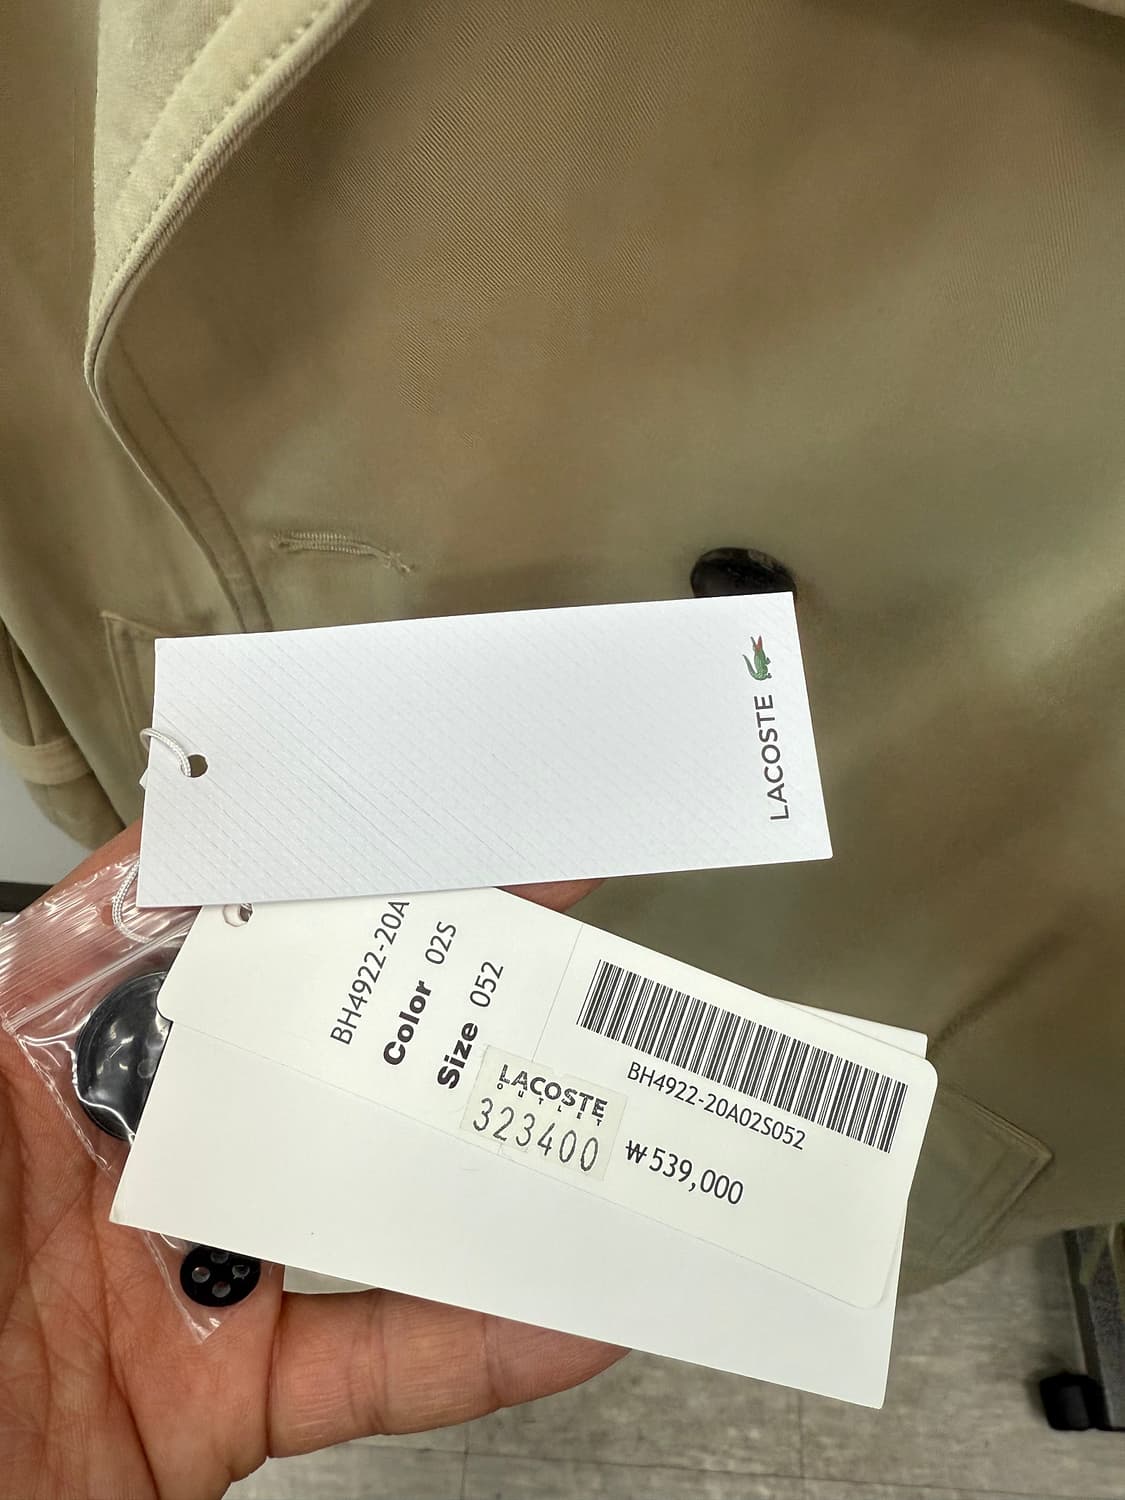 LACOSTE
BH4922-20A
Color 02S
Size 052
BH4922-20A02S052
LACOSTE
OUTLET
323400
₩539,000